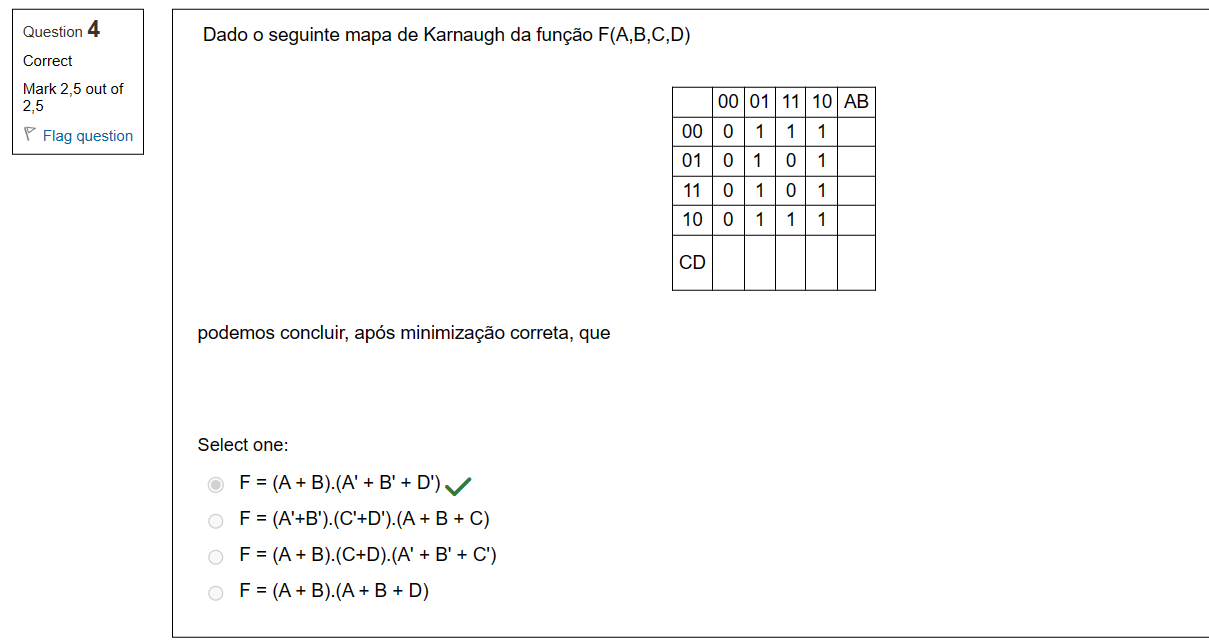 Question 4
Correct
Mark 2,5 out of
2,5
Flag question
Dado o seguinte mapa de Karnaugh da função F(A,B,C,D)
00 01 11 10 AB
00 0 1 1 1
01 0 1 0 1
11 0 1 0 1
10 0 1 1 1
CD
podemos concluir, após minimização correta, que
Select one:
F = (A + B).(A' + B' + D')
F = (A'+B').(C'+D').(A + B + C)
F = (A + B).(C+D).(A' + B' + C')
F = (A + B).(A + B + D)